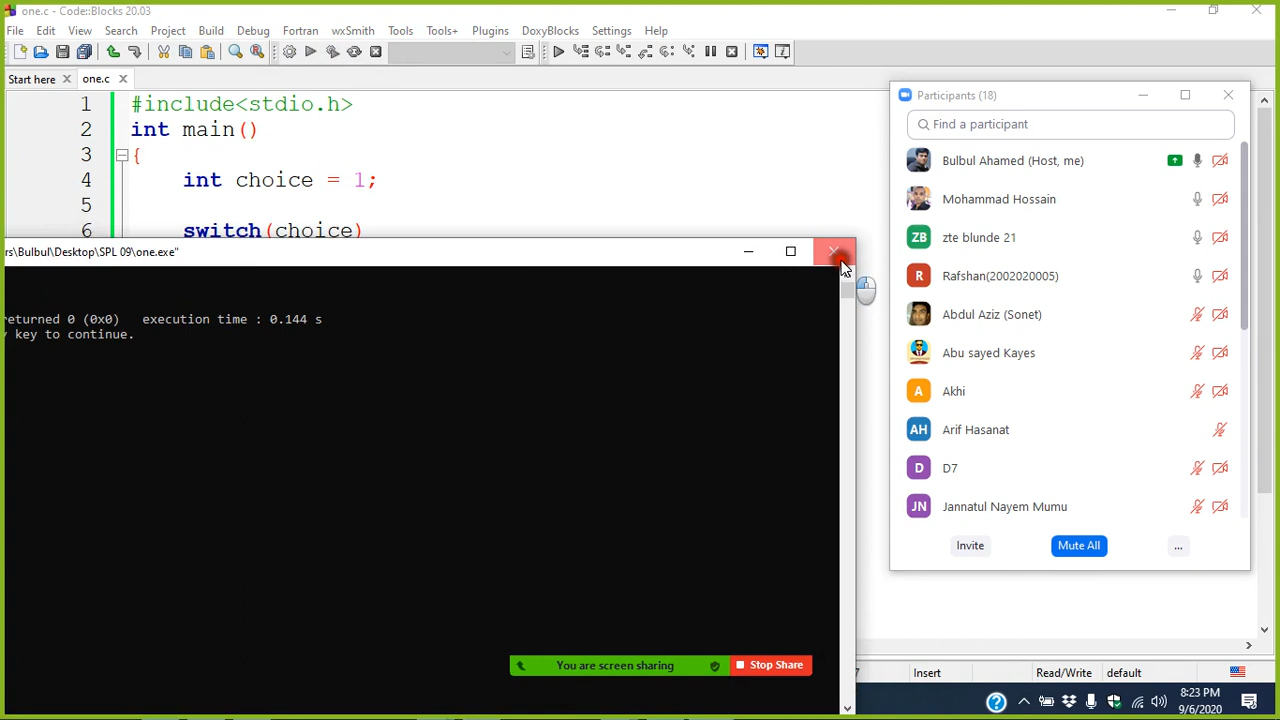 one.c - Code::Blocks 20.03
File Edit View Search Project Build Debug Fortran wxSmith Tools Tools+ Plugins DoxyBlocks Settings Help
Start here one.c
1 #include<stdio.h>
2 int main()
3 {
4 int choice = 1;
5
6 switch(choice)
rs\Bulbul\Desktop\SPL 09\one.exe"
returned 0 (0x0) execution time : 0.144 s
y key to continue.
Participants (18)
Find a participant
Bulbul Ahamed (Host, me)
Mohammad Hossain
ZB zte blunde 21
R Rafshan(2002020005)
Abdul Aziz (Sonet)
Abu sayed Kayes
A Akhi
AH Arif Hasanat
D D7
JN Jannatul Nayem Mumu
Invite Mute All ...
You are screen sharing Stop Share
7 Insert Read/Write default
8:23 PM
9/6/2020